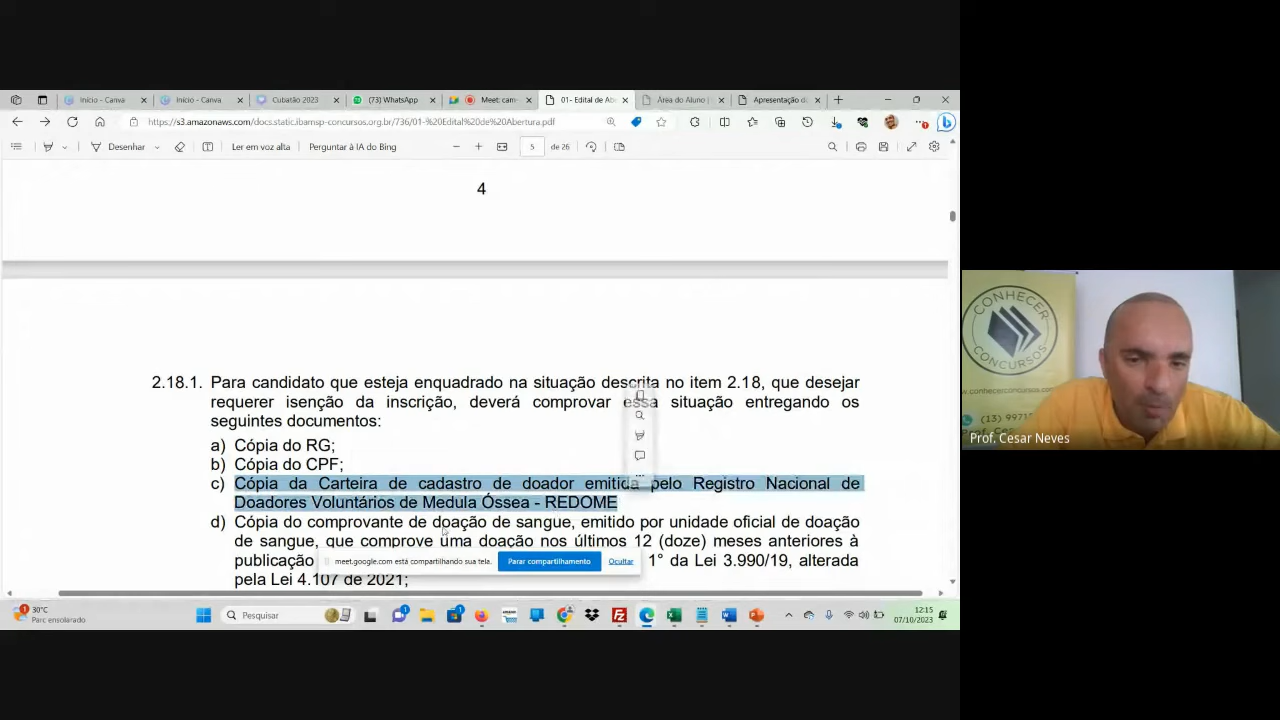 Início - Canva
Início - Canva
Cubatão 2023
(73) WhatsApp
Meet: cam-
01- Edital de Ab
Área do Aluno |
Apresentação d
https://s3.amazonaws.com/docs.static.ibamsp-concursos.org.br/736/01-%20Edital%20de%20Abertura.pdf
Desenhar
Ler em voz alta
Perguntar à IA do Bing
5
de 26
4
2.18.1. Para candidato que esteja enquadrado na situação descrita no item 2.18, que desejar
requerer isenção da inscrição, deverá comprovar essa situação entregando os
seguintes documentos:
a) Cópia do RG;
b) Cópia do CPF;
c) Cópia da Carteira de cadastro de doador emitida pelo Registro Nacional de
Doadores Voluntários de Medula Óssea - REDOME
d) Cópia do comprovante de doação de sangue, emitido por unidade oficial de doação
de sangue, que comprove uma doação nos últimos 12 (doze) meses anteriores à
publicação
1° da Lei 3.990/19, alterada
pela Lei 4.107 de 2021;
meet.google.com está compartilhando sua tela.
Parar compartilhamento
Ocultar
30°C
Parc ensolarado
Pesquisar
12:15
07/10/2023
CONHECER
CONCURSOS
www.conhecerconcursos.com
(13) 9971
Prof. Cesar Neves